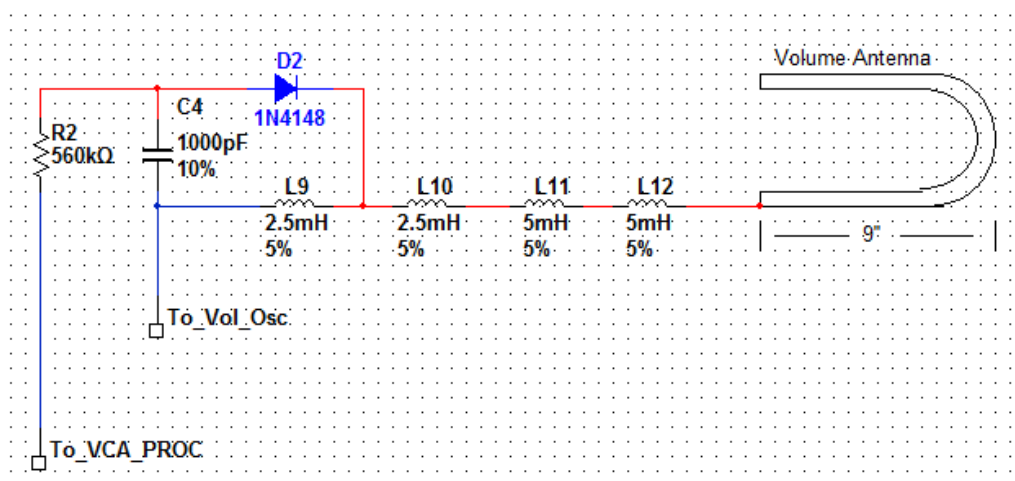 Volume Antenna
D2
1N4148
C4
1000pF
10%
R2
560kΩ
L9
2.5mH
5%
L10
2.5mH
5%
L11
5mH
5%
L12
5mH
5%
9"
To_Vol_Osc
To_VCA_PROC